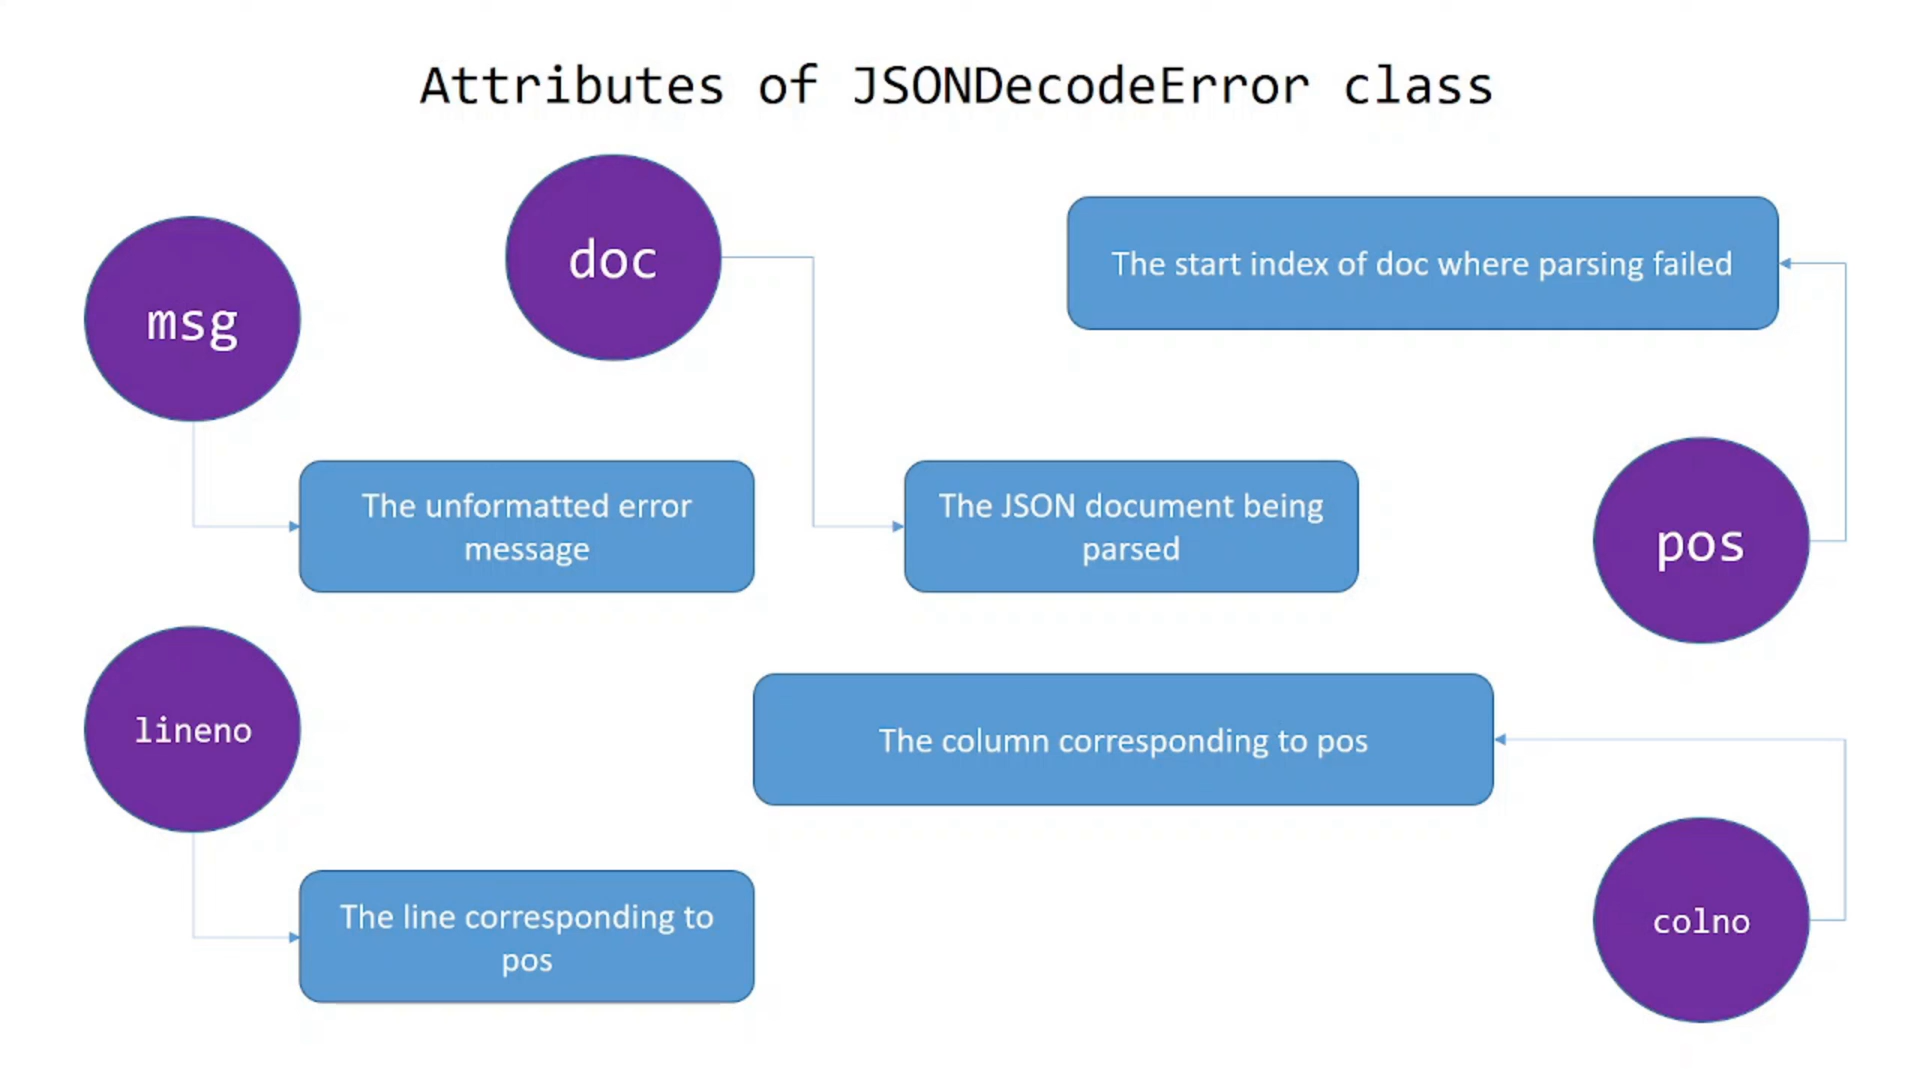 Attributes of JSONDecodeError class
msg
The unformatted error
message
doc
The JSON document being
parsed
The start index of doc where parsing failed
pos
lineno
The line corresponding to
pos
The column corresponding to pos
colno